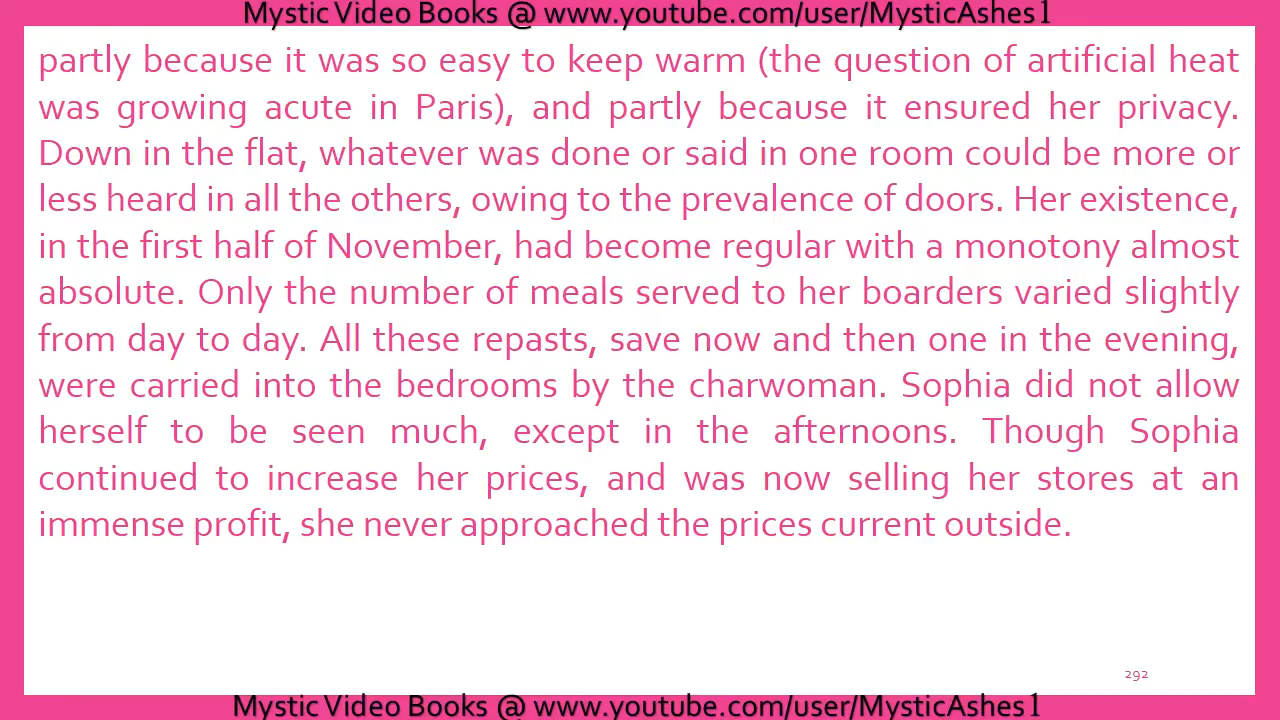 Mystic Video Books @ www.youtube.com/user/MysticAshes1
partly because it was so easy to keep warm (the question of artificial heat
was growing acute in Paris), and partly because it ensured her privacy.
Down in the flat, whatever was done or said in one room could be more or
less heard in all the others, owing to the prevalence of doors. Her existence,
in the first half of November, had become regular with a monotony almost
absolute. Only the number of meals served to her boarders varied slightly
from day to day. All these repasts, save now and then one in the evening,
were carried into the bedrooms by the charwoman. Sophia did not allow
herself to be seen much, except in the afternoons. Though Sophia
continued to increase her prices, and was now selling her stores at an
immense profit, she never approached the prices current outside.
292
Mystic Video Books @ www.youtube.com/user/MysticAshes1